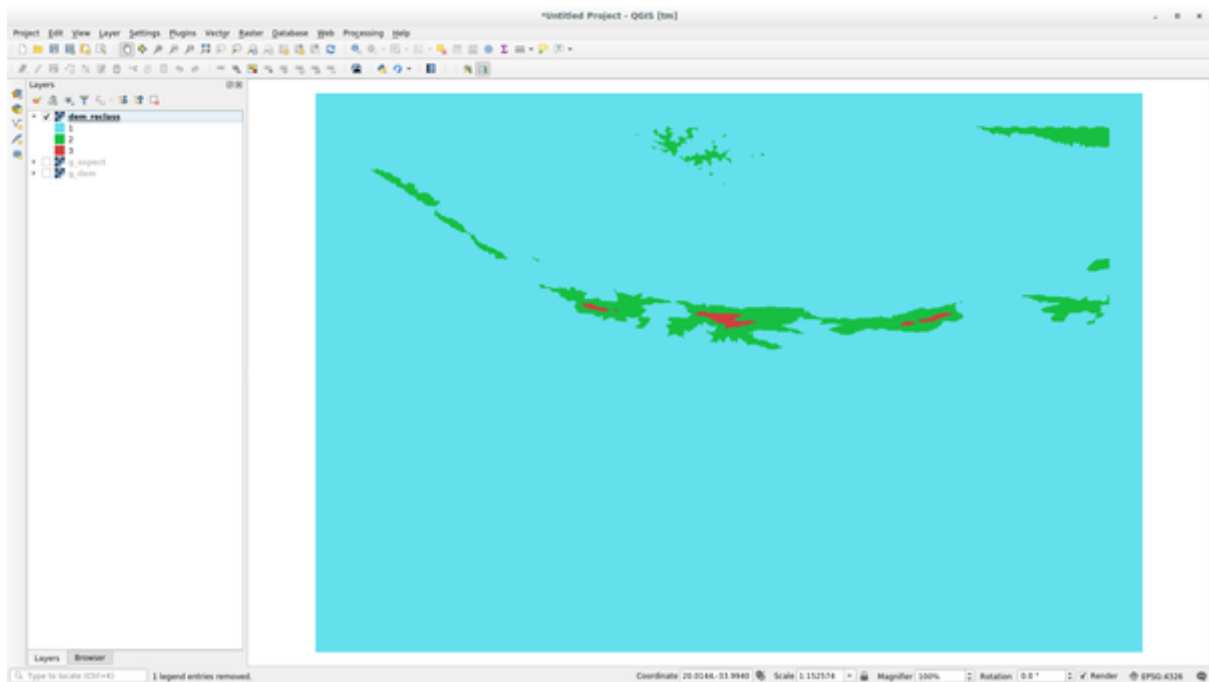 *Untitled Project - QGIS [tm]
Project Edit View Layer Settings Plugins Vector Raster Database Web Processing Help
Layers
dem_reclass
1
2
3
g_aspect
g_dem
Layers Browser
Type to locate (Ctrl+K) 1 legend entries removed. Coordinate 20.0144,-33.9940 Scale 1:152574 Magnifier 100% Rotation 0.0 ° Render EPSG:4326